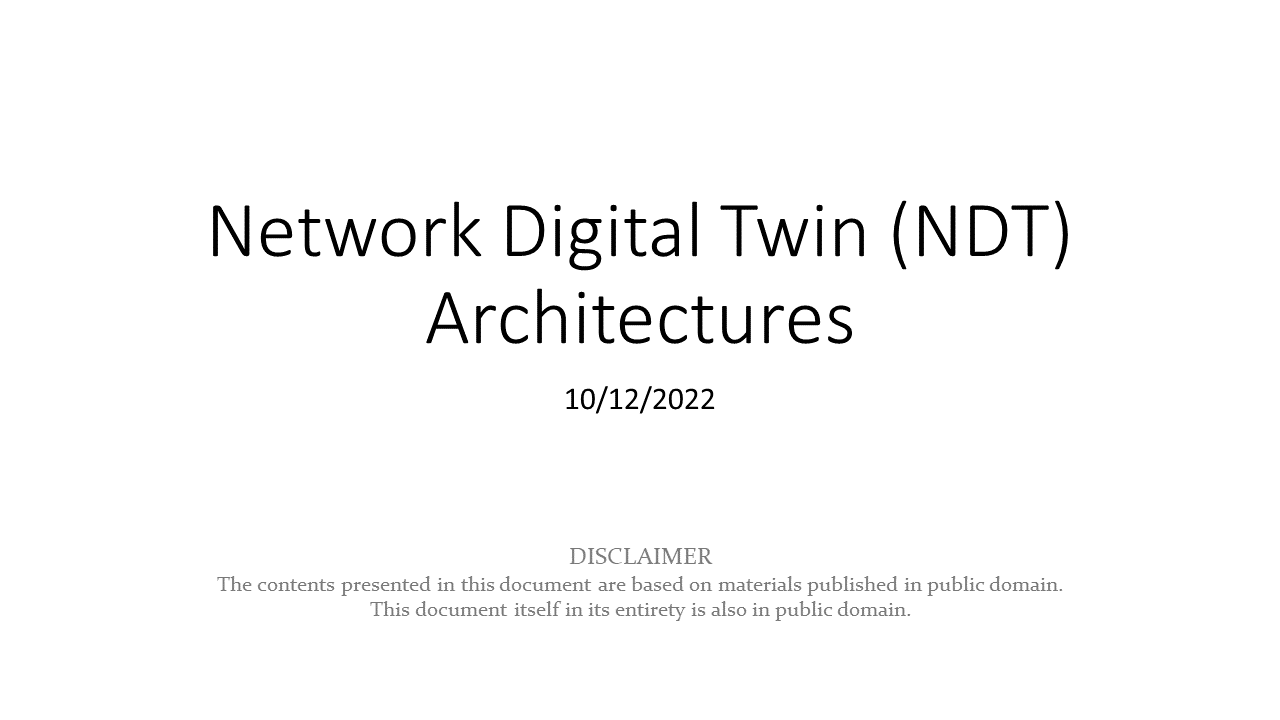 Network Digital Twin (NDT)
Architectures
10/12/2022
DISCLAIMER
The contents presented in this document are based on materials published in public domain.
This document itself in its entirety is also in public domain.